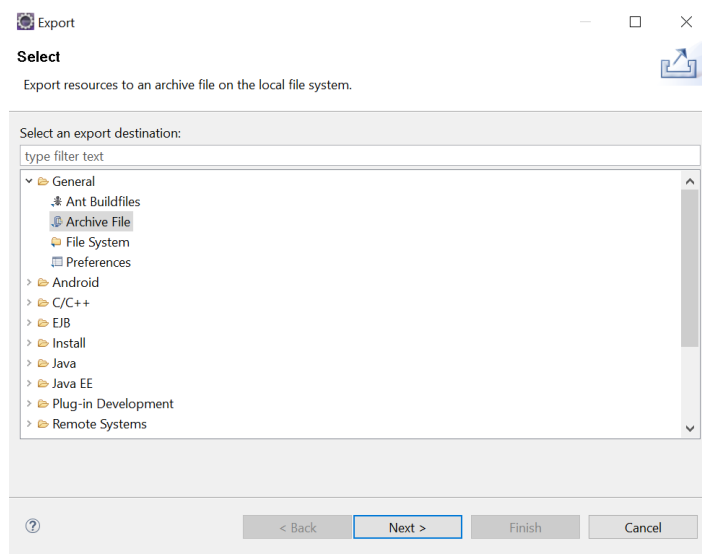 Export
Select
Export resources to an archive file on the local file system.
Select an export destination:
type filter text
General
Ant Buildfiles
Archive File
File System
Preferences
Android
C/C++
EJB
Install
Java
Java EE
Plug-in Development
Remote Systems
< Back Next > Finish Cancel